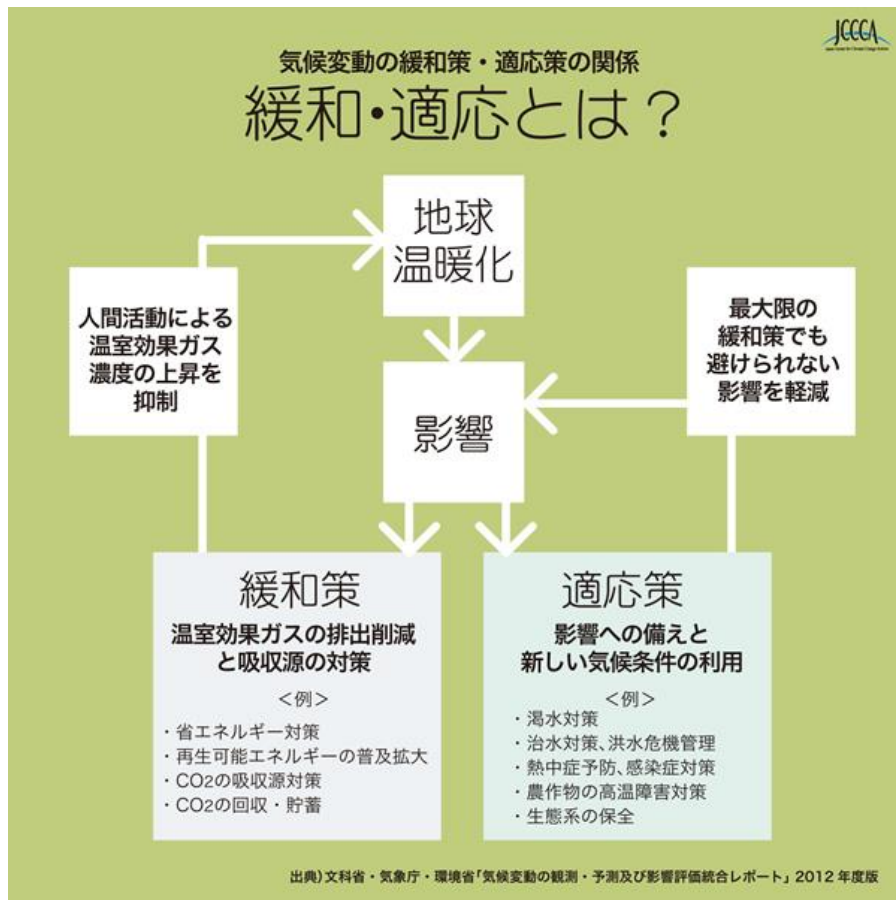 JCCCA
Japan Center for Climate Change Actions
気候変動の緩和策・適応策の関係
緩和・適応とは？
地球
温暖化
人間活動による
温室効果ガス
濃度の上昇を
抑制
最大限の
緩和策でも
避けられない
影響を軽減
影響
緩和策
温室効果ガスの排出削減
と吸収源の対策
＜例＞
・省エネルギー対策
・再生可能エネルギーの普及拡大
・CO2の吸収源対策
・CO2の回収・貯蓄
適応策
影響への備えと
新しい気候条件の利用
＜例＞
・渇水対策
・治水対策、洪水危機管理
・熱中症予防、感染症対策
・農作物の高温障害対策
・生態系の保全
出典）文科省・気象庁・環境省「気候変動の観測・予測及び影響評価統合レポート」2012年度版